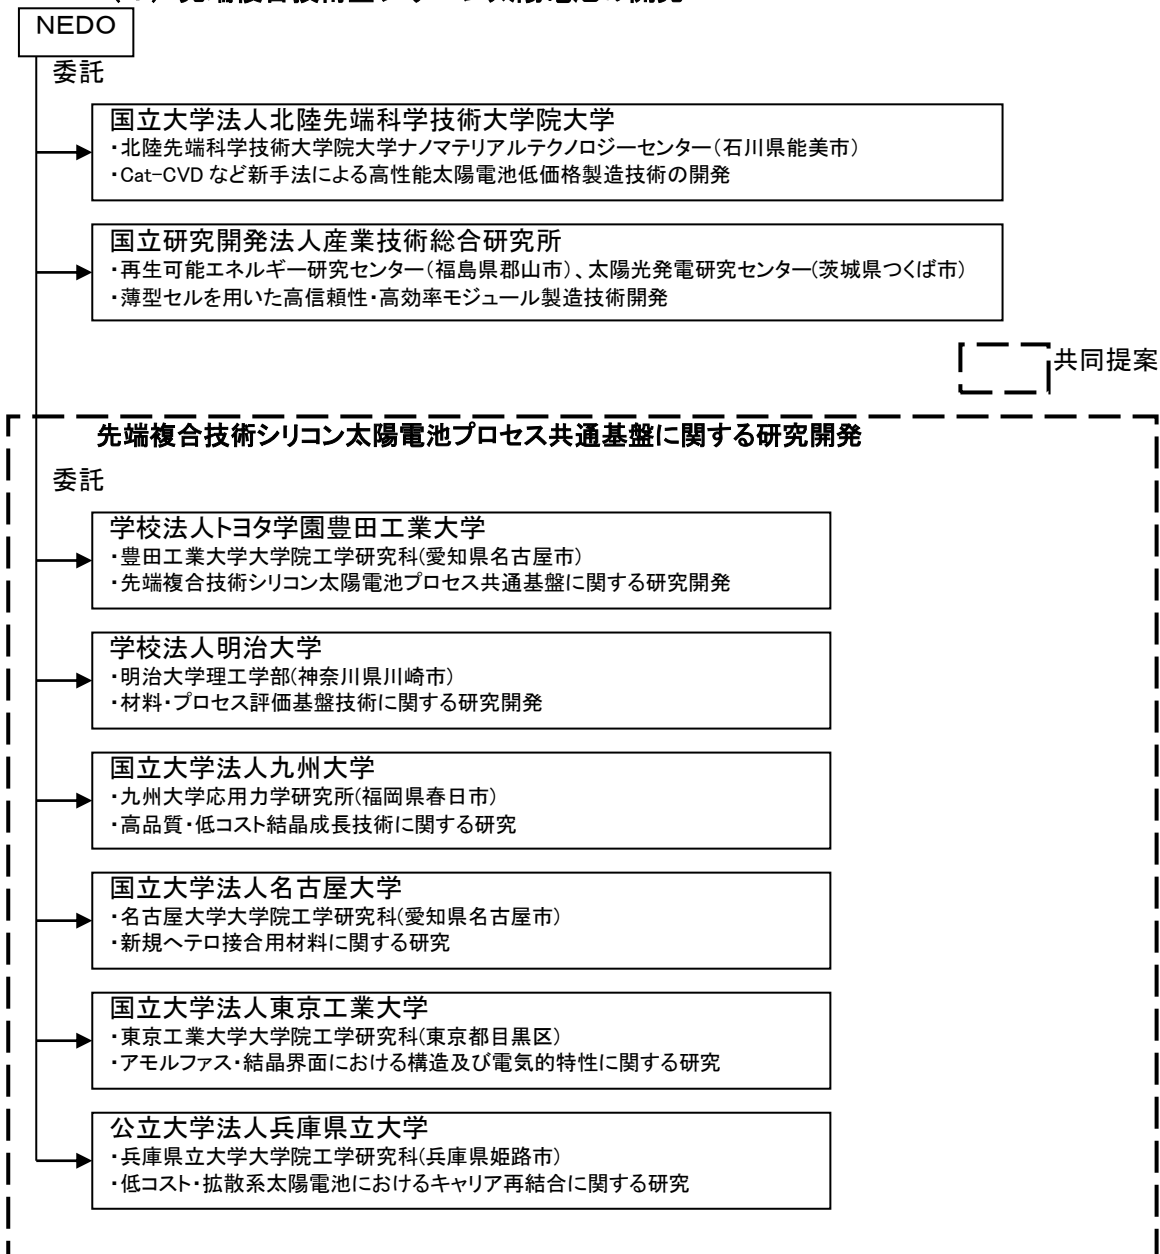 NEDO
委託
国立大学法人北陸先端科学技術大学院大学
・北陸先端科学技術大学院大学ナノマテリアルテクノロジーセンター(石川県能美市)
・Cat-CVD など新手法による高性能太陽電池低価格製造技術の開発
国立研究開発法人産業技術総合研究所
・再生可能エネルギー研究センター(福島県郡山市)、太陽光発電研究センター(茨城県つくば市)
・薄型セルを用いた高信頼性・高効率モジュール製造技術開発
共同提案
先端複合技術シリコン太陽電池プロセス共通基盤に関する研究開発
委託
学校法人トヨタ学園豊田工業大学
・豊田工業大学大学院工学研究科(愛知県名古屋市)
・先端複合技術シリコン太陽電池プロセス共通基盤に関する研究開発
学校法人明治大学
・明治大学理工学部(神奈川県川崎市)
・材料・プロセス評価基盤技術に関する研究開発
国立大学法人九州大学
・九州大学応用力学研究所(福岡県春日市)
・高品質・低コスト結晶成長技術に関する研究
国立大学法人名古屋大学
・名古屋大学大学院工学研究科(愛知県名古屋市)
・新規ヘテロ接合用材料に関する研究
国立大学法人東京工業大学
・東京工業大学大学院工学研究科(東京都目黒区)
・アモルファス・結晶界面における構造及び電気的特性に関する研究
公立大学法人兵庫県立大学
・兵庫県立大学大学院工学研究科(兵庫県姫路市)
・低コスト・拡散系太陽電池におけるキャリア再結合に関する研究